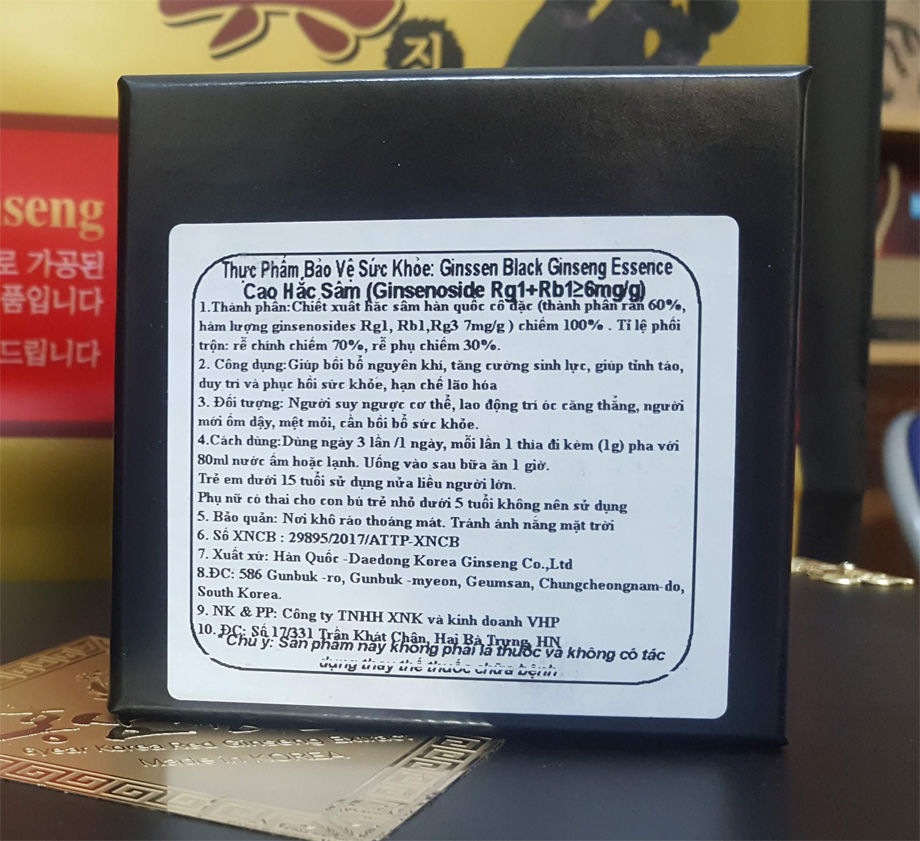 직
seng
로 가공된
품입니다
드립니다
Thực Phẩm Bảo Vệ Sức Khỏe: Ginssen Black Ginseng Essence
Cao Hắc Sâm (Ginsenoside Rg1+Rb1≥6mg/g)
1.Thành phần:Chiết xuất hắc sâm hàn quốc cô đặc (thành phần rắn 60%,
hàm lượng ginsenosides Rg1, Rb1,Rg3 7mg/g ) chiếm 100% . Tỉ lệ phối
trộn: rễ chính chiếm 70%, rễ phụ chiếm 30%.
2. Công dụng:Giúp bồi bổ nguyên khí, tăng cường sinh lực, giúp tỉnh táo,
duy trì và phục hồi sức khỏe, hạn chế lão hóa
3. Đối tượng: Người suy ngược cơ thể, lao động trí óc căng thẳng, người
mới ốm dậy, mệt mỏi, cần bồi bổ sức khỏe.
4.Cách dùng:Dùng ngày 3 lần /1 ngày, mỗi lần 1 thìa đi kèm (1g) pha với
80ml nước ấm hoặc lạnh. Uống vào sau bữa ăn 1 giờ.
Trẻ em dưới 15 tuổi sử dụng nửa liều người lớn.
Phụ nữ có thai cho con bú trẻ nhỏ dưới 5 tuổi không nên sử dụng
5. Bảo quản: Nơi khô ráo thoáng mát. Tránh ánh nắng mặt trời
6. Số XNCB : 29895/2017/ATTP-XNCB
7. Xuất xứ: Hàn Quốc -Daedong Korea Ginseng Co.,Ltd
8.ĐC: 586 Gunbuk -ro, Gunbuk -myeon, Geumsan, Chungcheongnam-do,
South Korea.
9. NK & PP: Công ty TNHH XNK và kinh doanh VHP
10. ĐC: Số 17/331 Trần Khát Chân, Hai Bà Trưng, HN
Chú ý: Sản phẩm này không phải là thuốc và không có tác
dụng thay thế thuốc chữa bệnh
6year Korea Red Ginseng Extract
Made in KOREA